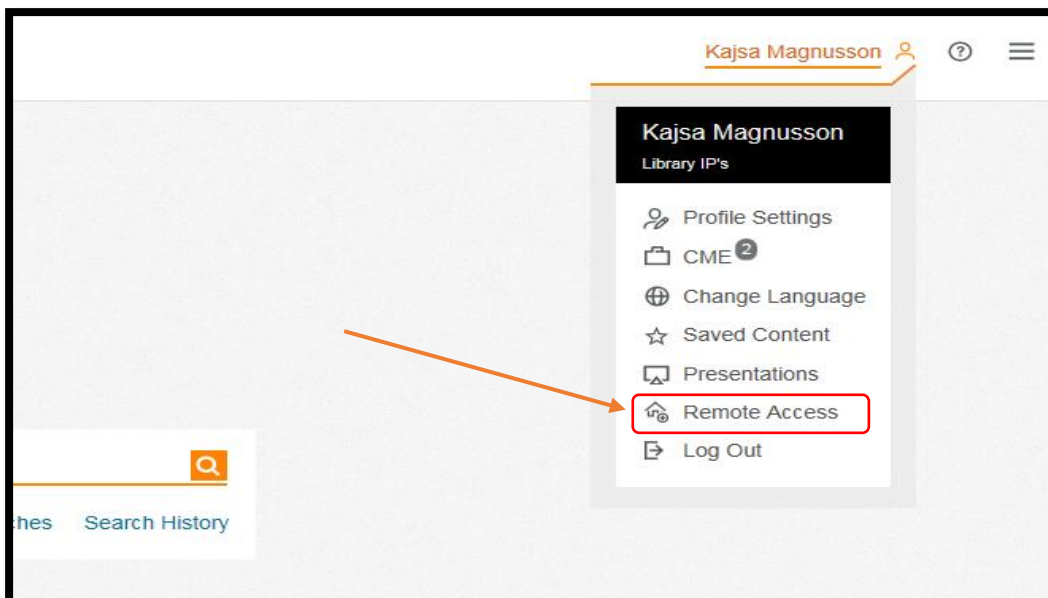 Kajsa Magnusson
Kajsa Magnusson
Library IP's
Profile Settings
CME 2
Change Language
Saved Content
Presentations
Remote Access
Log Out
Search History